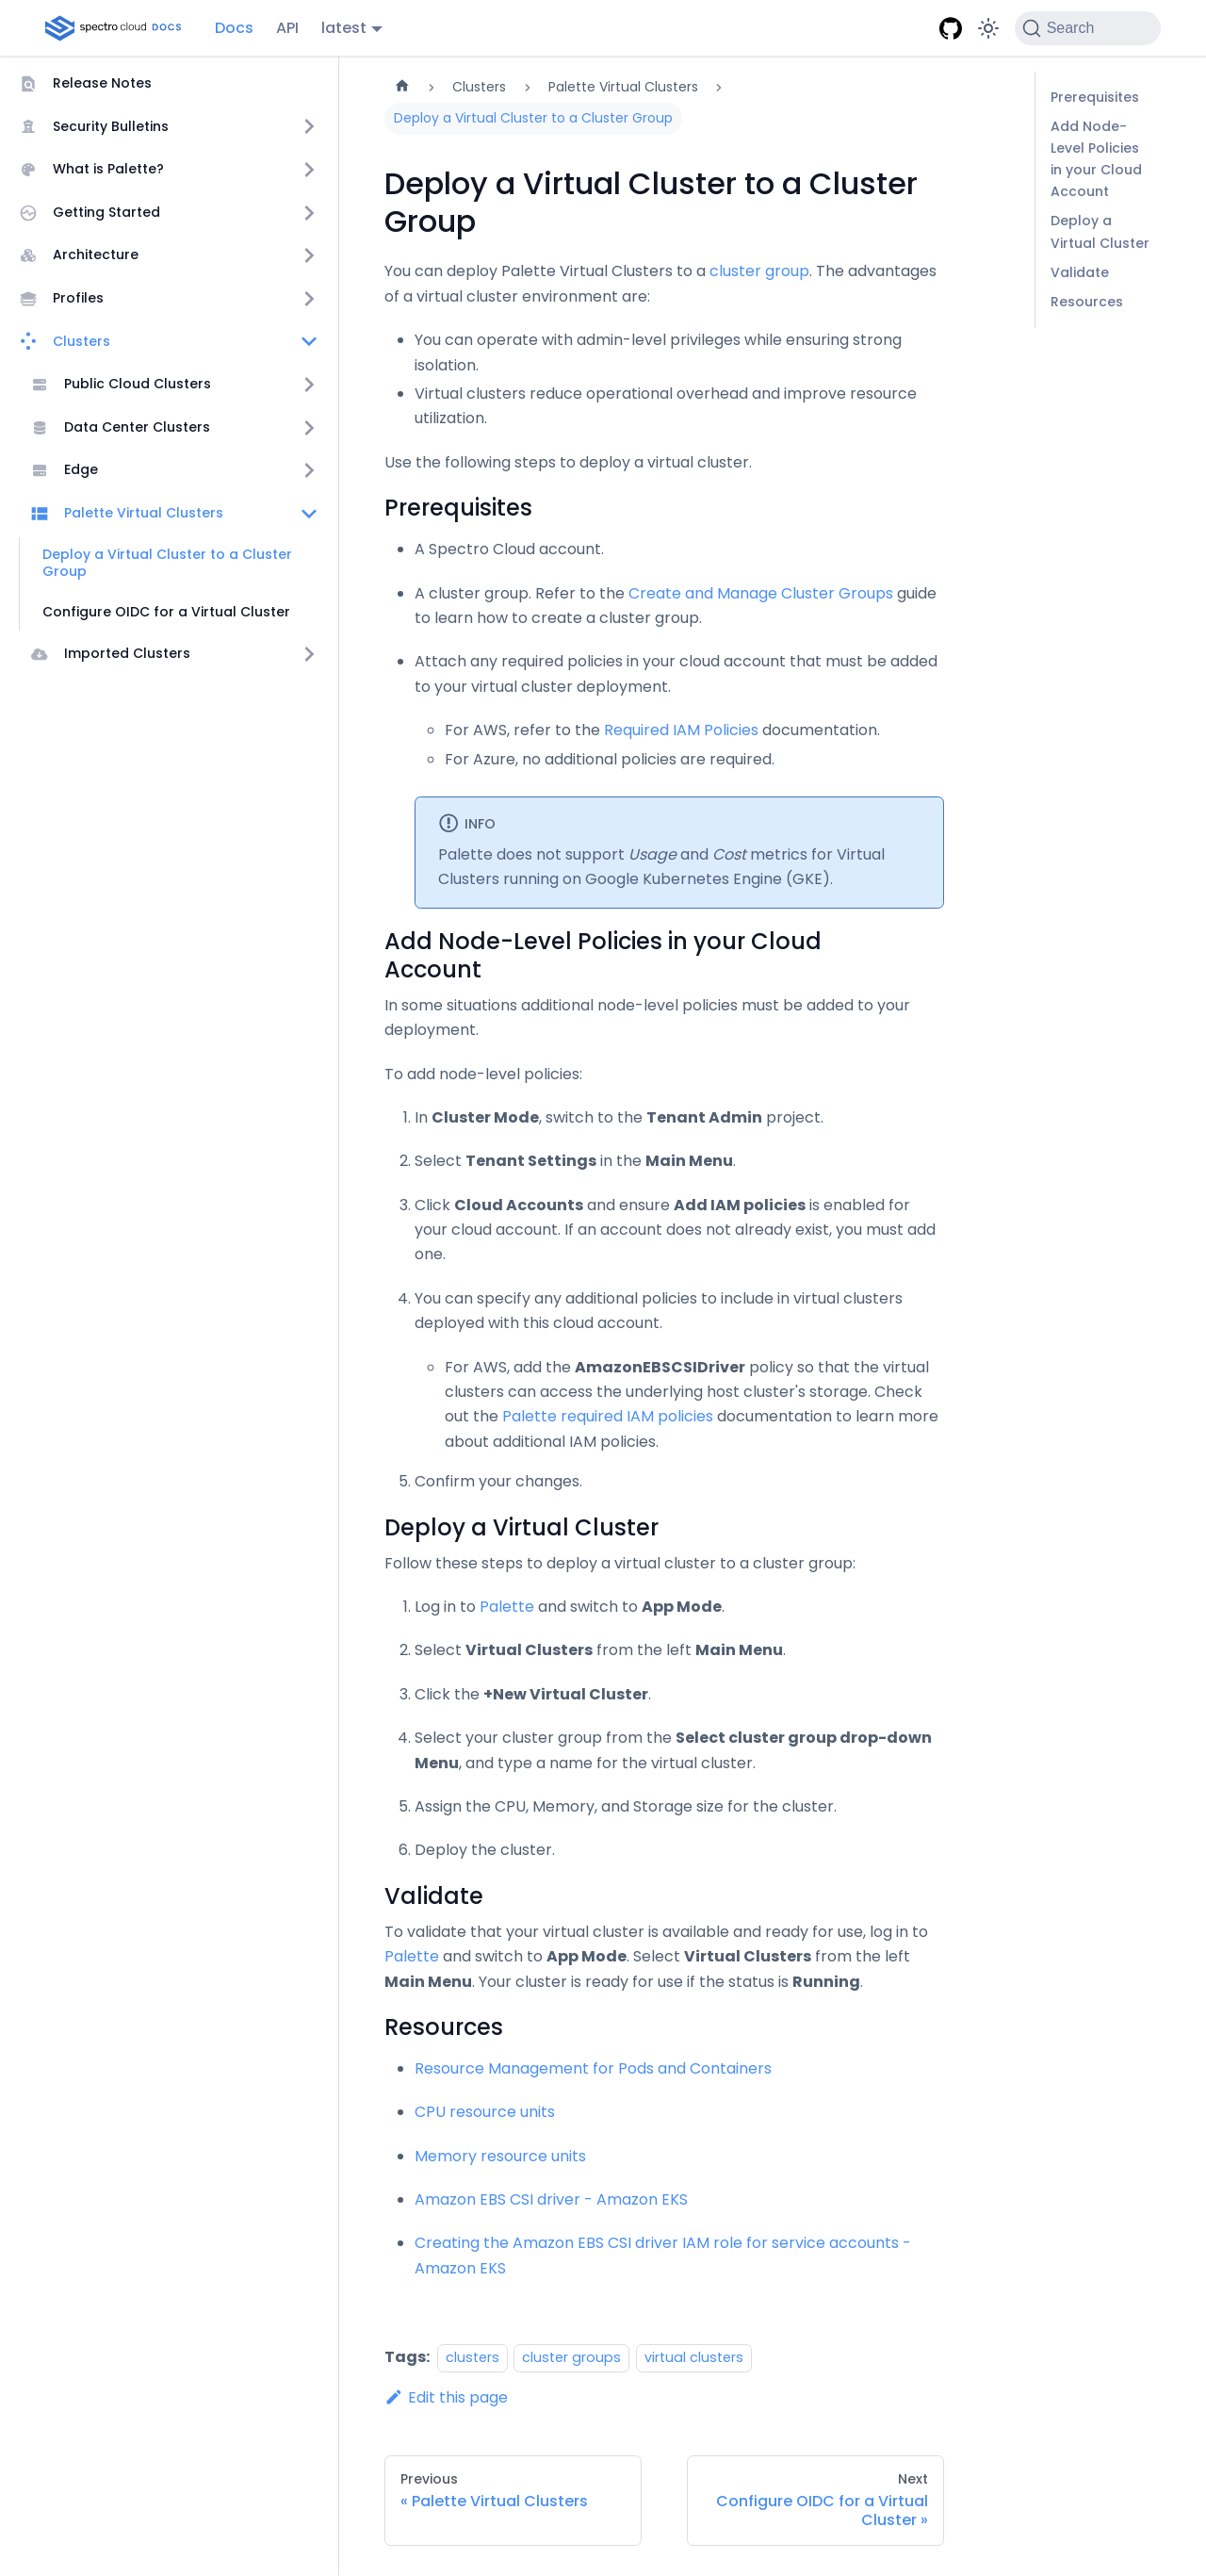 spectro cloud DOCS
Docs
API
latest
Search
Release Notes
Security Bulletins
What is Palette?
Getting Started
Architecture
Profiles
Clusters
Public Cloud Clusters
Data Center Clusters
Edge
Palette Virtual Clusters
Deploy a Virtual Cluster to a Cluster
Group
Configure OIDC for a Virtual Cluster
Imported Clusters
Clusters
Palette Virtual Clusters
Deploy a Virtual Cluster to a Cluster Group
Deploy a Virtual Cluster to a Cluster
Group
You can deploy Palette Virtual Clusters to a cluster group. The advantages
of a virtual cluster environment are:
• You can operate with admin-level privileges while ensuring strong
isolation.
• Virtual clusters reduce operational overhead and improve resource
utilization.
Use the following steps to deploy a virtual cluster.
Prerequisites
• A Spectro Cloud account.
• A cluster group. Refer to the Create and Manage Cluster Groups guide
to learn how to create a cluster group.
• Attach any required policies in your cloud account that must be added
to your virtual cluster deployment.
◦ For AWS, refer to the Required IAM Policies documentation.
◦ For Azure, no additional policies are required.
INFO
Palette does not support Usage and Cost metrics for Virtual
Clusters running on Google Kubernetes Engine (GKE).
Add Node-Level Policies in your Cloud
Account
In some situations additional node-level policies must be added to your
deployment.
To add node-level policies:
1. In Cluster Mode, switch to the Tenant Admin project.
2. Select Tenant Settings in the Main Menu.
3. Click Cloud Accounts and ensure Add IAM policies is enabled for
your cloud account. If an account does not already exist, you must add
one.
4. You can specify any additional policies to include in virtual clusters
deployed with this cloud account.
◦ For AWS, add the AmazonEBSCSIDriver policy so that the virtual
clusters can access the underlying host cluster's storage. Check
out the Palette required IAM policies documentation to learn more
about additional IAM policies.
5. Confirm your changes.
Deploy a Virtual Cluster
Follow these steps to deploy a virtual cluster to a cluster group:
1. Log in to Palette and switch to App Mode.
2. Select Virtual Clusters from the left Main Menu.
3. Click the +New Virtual Cluster.
4. Select your cluster group from the Select cluster group drop-down
Menu, and type a name for the virtual cluster.
5. Assign the CPU, Memory, and Storage size for the cluster.
6. Deploy the cluster.
Validate
To validate that your virtual cluster is available and ready for use, log in to
Palette and switch to App Mode. Select Virtual Clusters from the left
Main Menu. Your cluster is ready for use if the status is Running.
Resources
• Resource Management for Pods and Containers
• CPU resource units
• Memory resource units
• Amazon EBS CSI driver - Amazon EKS
• Creating the Amazon EBS CSI driver IAM role for service accounts -
Amazon EKS
Tags: clusters cluster groups virtual clusters
Edit this page
Previous
« Palette Virtual Clusters
Next
Configure OIDC for a Virtual
Cluster »
Prerequisites
Add Node-
Level Policies
in your Cloud
Account
Deploy a
Virtual Cluster
Validate
Resources